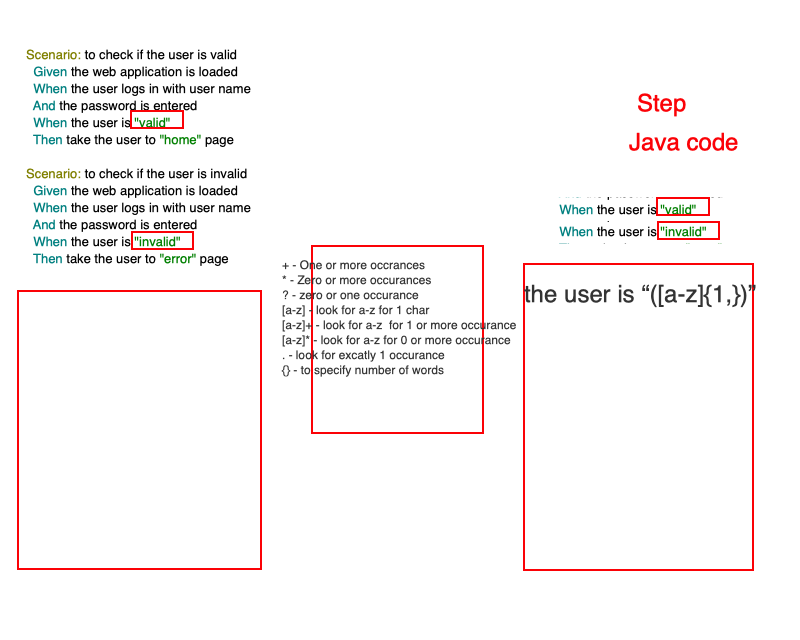 Scenario: to check if the user is valid
Given the web application is loaded
When the user logs in with user name
And the password is entered
When the user is "valid"
Then take the user to "home" page
Scenario: to check if the user is invalid
Given the web application is loaded
When the user logs in with user name
And the password is entered
When the user is "invalid"
Then take the user to "error" page
+ - One or more occrances
* - Zero or more occurances
? - zero or one occurance
[a-z] - look for a-z for 1 char
[a-z]+ - look for a-z  for 1 or more occurance
[a-z]* - look for a-z for 0 or more occurance
. - look for excatly 1 occurance
{} - to specify number of words
Step
Java code
When the user is "valid"
When the user is "invalid"
the user is “([a-z]{1,})”